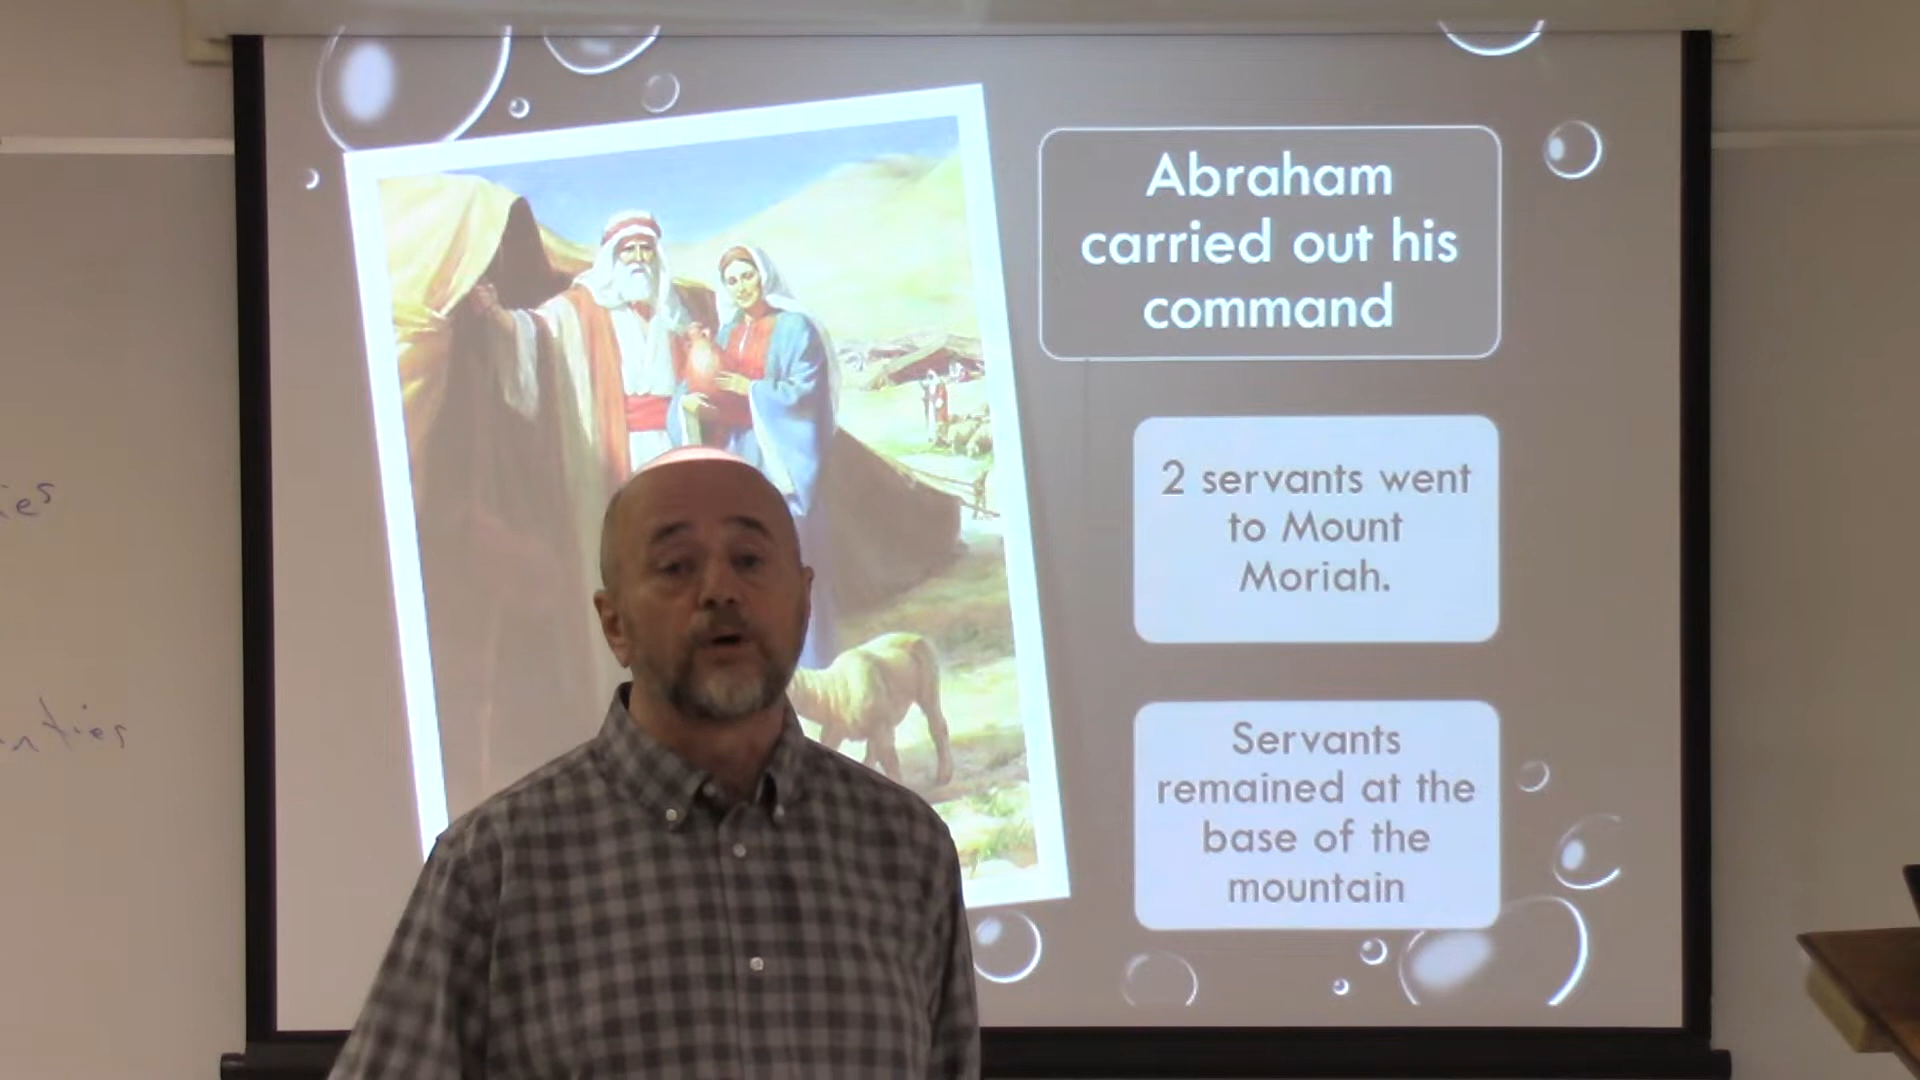 Abraham
carried out his
command
2 servants went
to Mount
Moriah.
Servants
remained at the
base of the
mountain